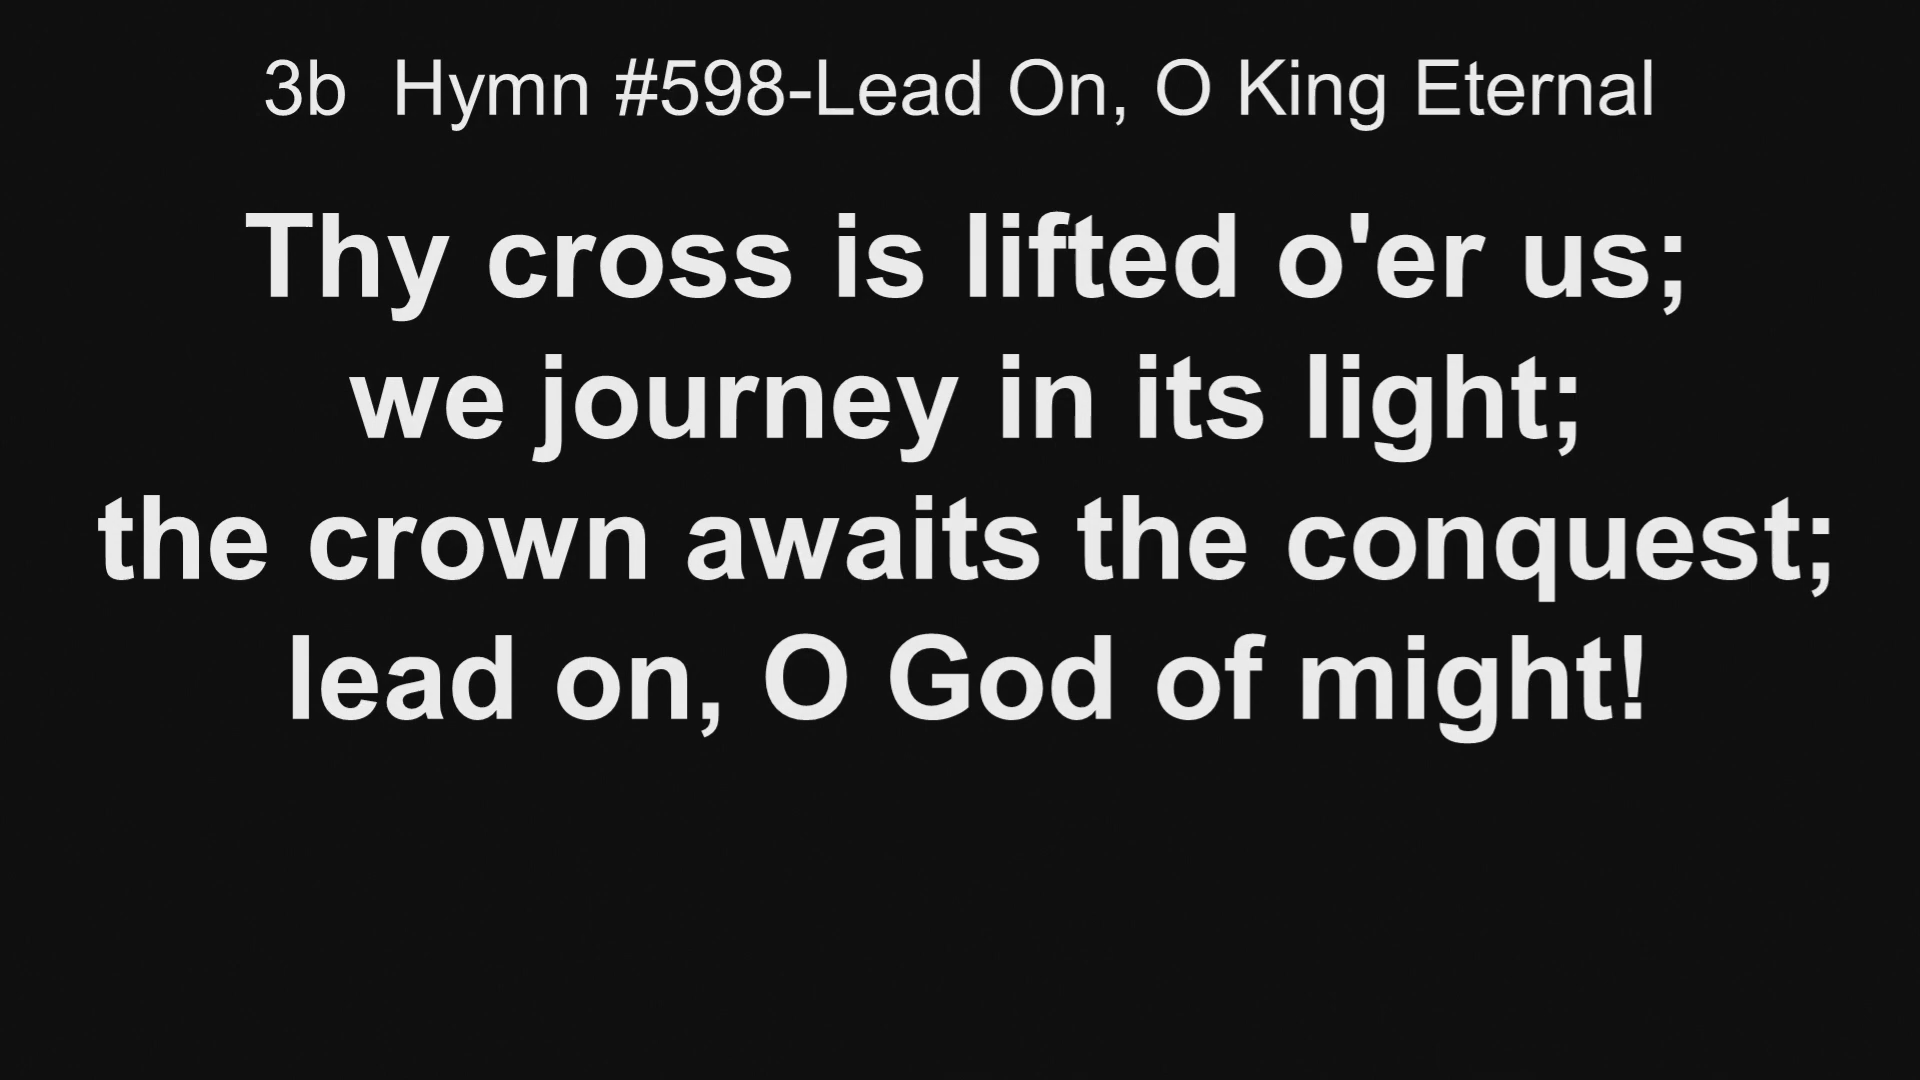 3b  Hymn #598-Lead On, O King Eternal
Thy cross is lifted o'er us;
we journey in its light;
the crown awaits the conquest;
lead on, O God of might!